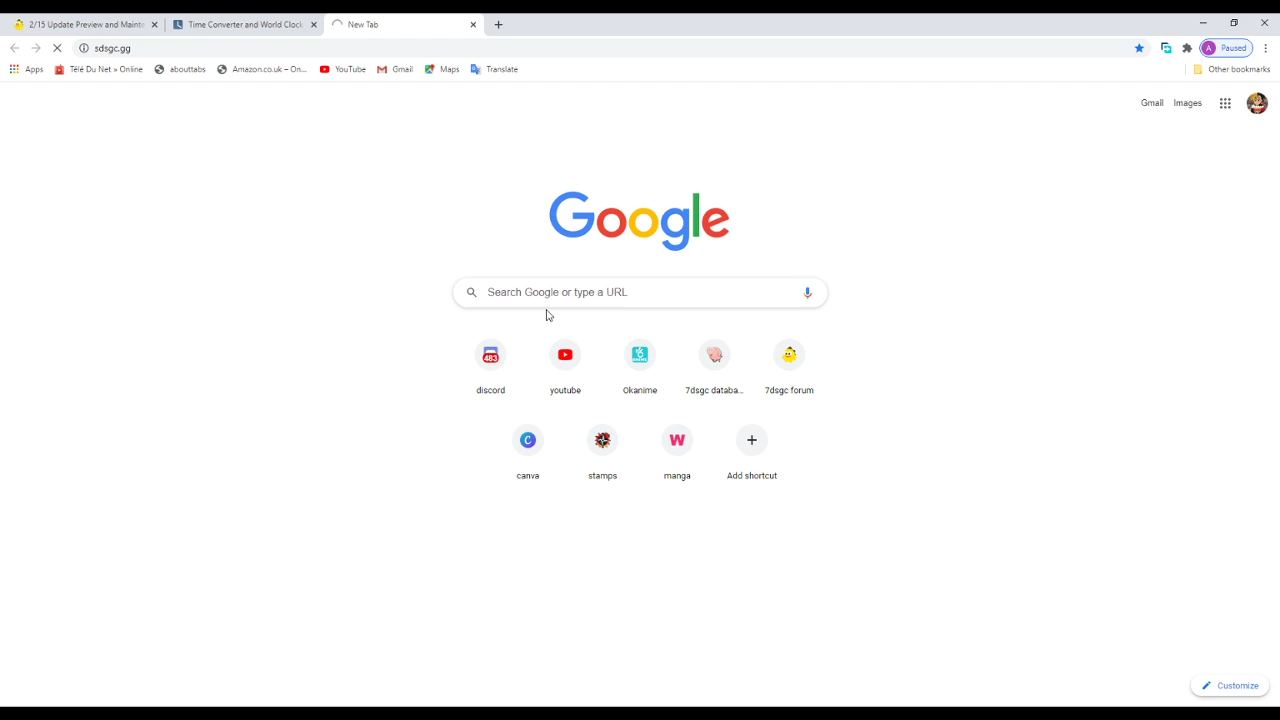 2/15 Update Preview and Mainte
Time Converter and World Clock
New Tab
sdsgc.gg
A Paused
Apps
Télé Du Net » Online
abouttabs
Amazon.co.uk – On...
YouTube
Gmail
Maps
Translate
Other bookmarks
Gmail Images
Google
Search Google or type a URL
483
discord
youtube
Okanime
7dsgc databa...
7dsgc forum
C
W
canva
stamps
manga
Add shortcut
Customize